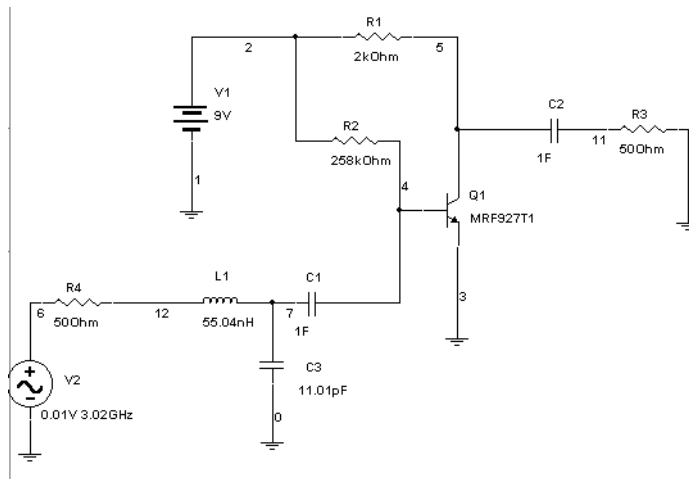 R1
2
5
2kOhm
V1
9V
C2
R3
R2
1F
11
50Ohm
258kOhm
1
4
Q1
MRF927T1
L1
C1
R4
3
6
50Ohm
12
55.04nH
7
1F
C3
11.01pF
V2
0.01V 3.02GHz
0